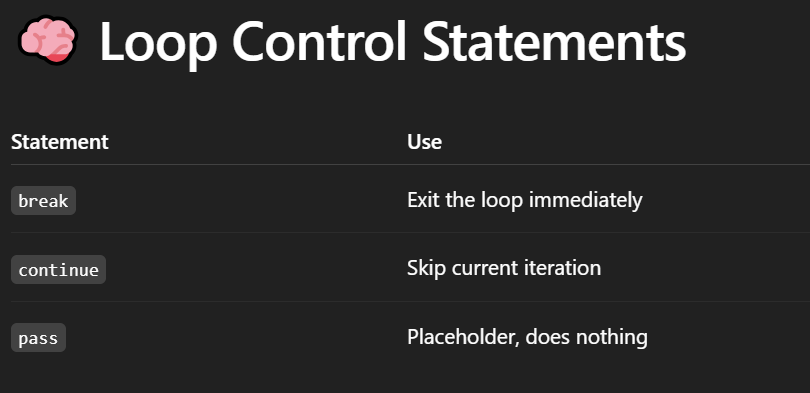 Loop Control Statements
Statement Use
break Exit the loop immediately
continue Skip current iteration
pass Placeholder, does nothing